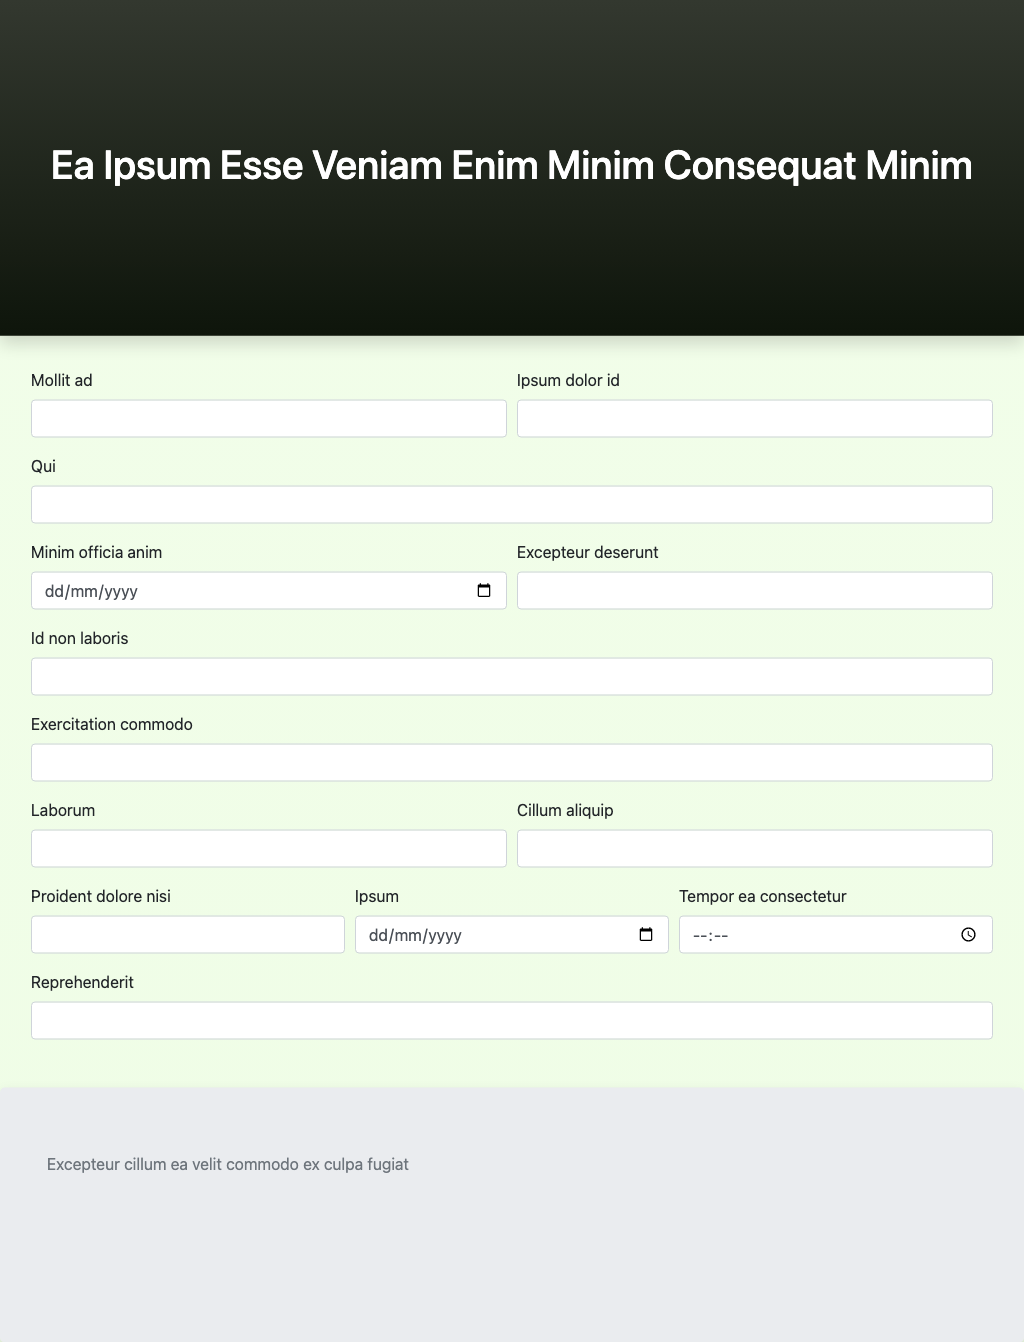 Ea Ipsum Esse Veniam Enim Minim Consequat Minim
Mollit ad
Ipsum dolor id
Qui
Minim officia anim
Excepteur deserunt
dd/mm/yyyy
Id non laboris
Exercitation commodo
Laborum
Cillum aliquip
Proident dolore nisi
Ipsum
Tempor ea consectetur
dd/mm/yyyy
--:--
Reprehenderit
Excepteur cillum ea velit commodo ex culpa fugiat